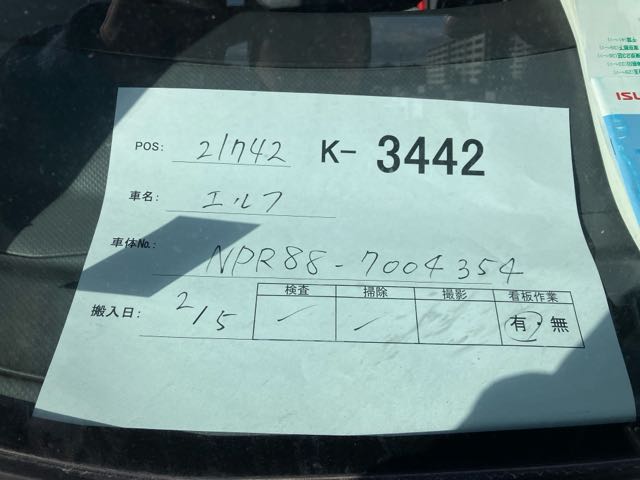 ISU
POS: 21742 K- 3442
車名: エルフ
車体No.: NPR88-7004354
搬入日: 2/5
検査 掃除 撮影 看板作業
有・無